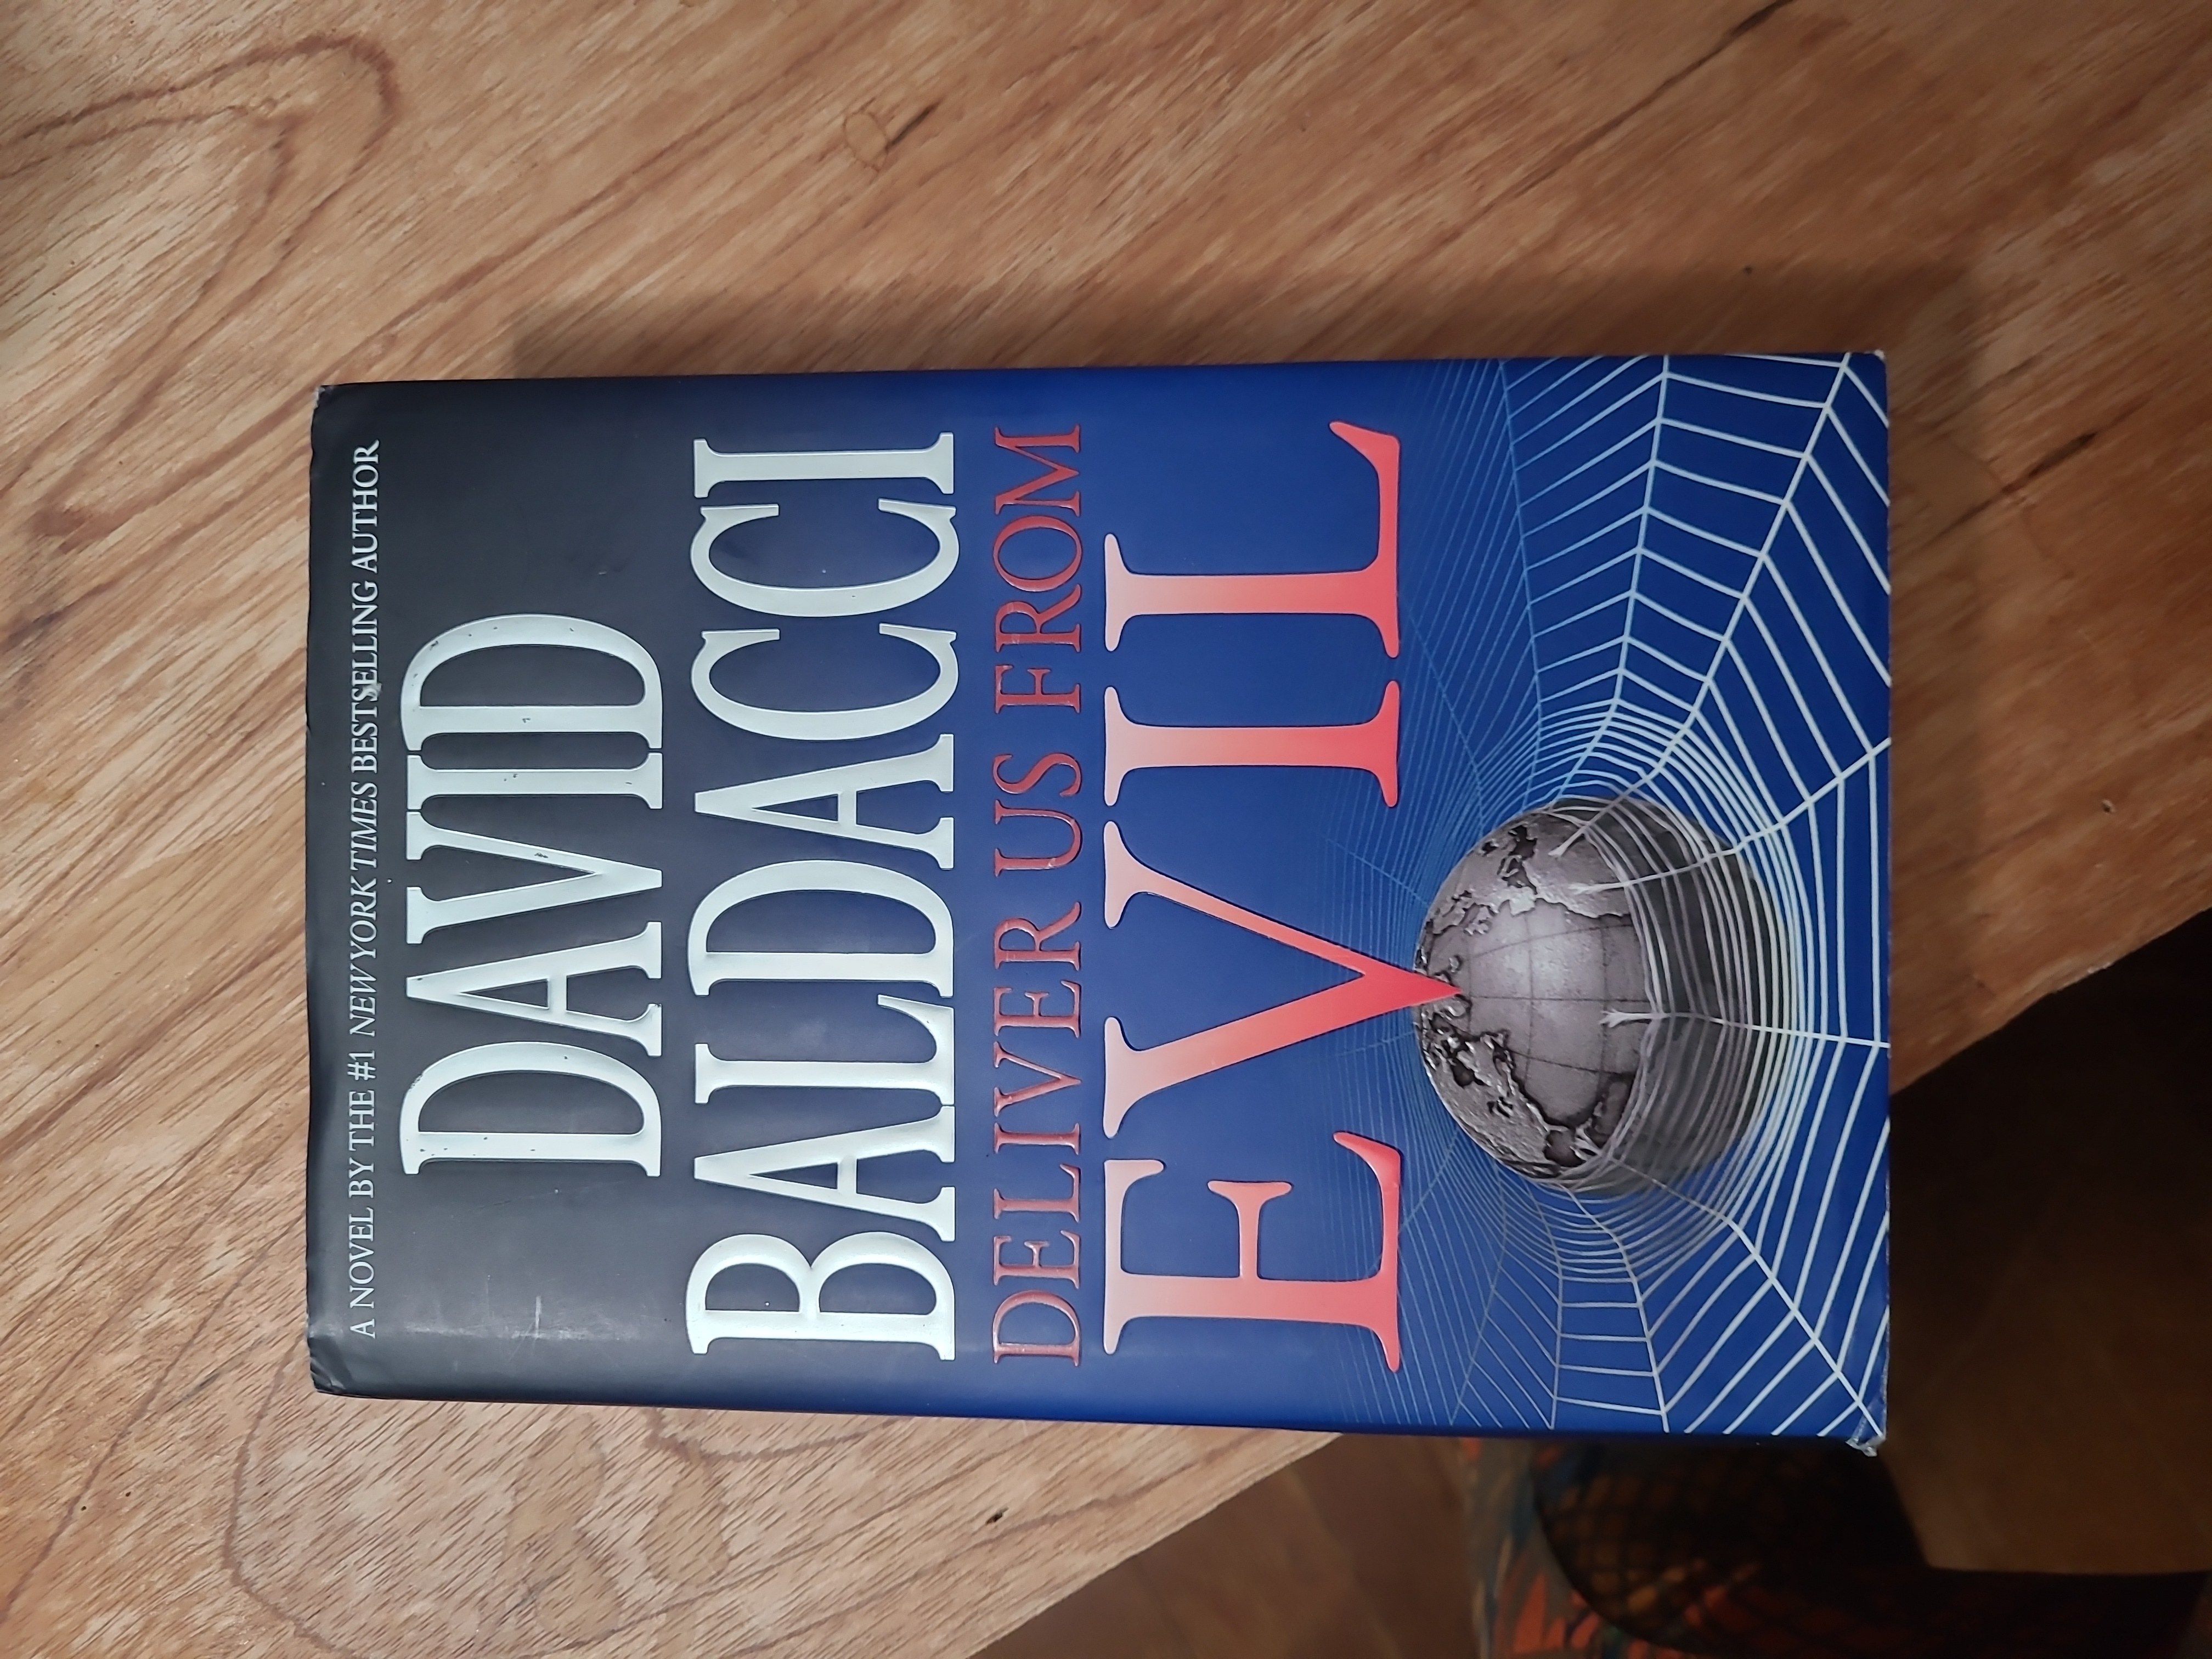 A NOVEL BY THE #1 NEW YORK TIMES BESTSELLING AUTHOR
DAVID
BALDACCI
DELIVER US FROM
EVIL